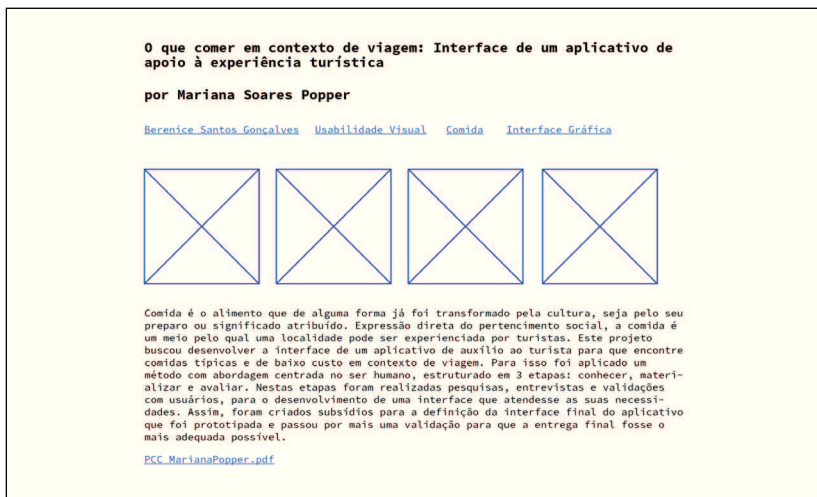 O que comer em contexto de viagem: Interface de um aplicativo de
apoio à experiência turística
por Mariana Soares Popper
Berenice Santos Gonçalves Usabilidade Visual Comida Interface Gráfica
Comida é o alimento que de alguma forma já foi transformado pela cultura, seja pelo seu
preparo ou significado atribuído. Expressão direta do pertencimento social, a comida é
um meio pelo qual uma localidade pode ser experienciada por turistas. Este projeto
buscou desenvolver a interface de um aplicativo de auxílio ao turista para que encontre
comidas típicas e de baixo custo em contexto de viagem. Para isso foi aplicado um
método com abordagem centrada no ser humano, estruturado em 3 etapas: conhecer, materi-
alizar e avaliar. Nestas etapas foram realizadas pesquisas, entrevistas e validações
com usuários, para o desenvolvimento de uma interface que atendesse as suas necessi-
dades. Assim, foram criados subsídios para a definição da interface final do aplicativo
que foi prototipada e passou por mais uma validação para que a entrega final fosse o
mais adequada possível.
PCC_MarianaPopper.pdf